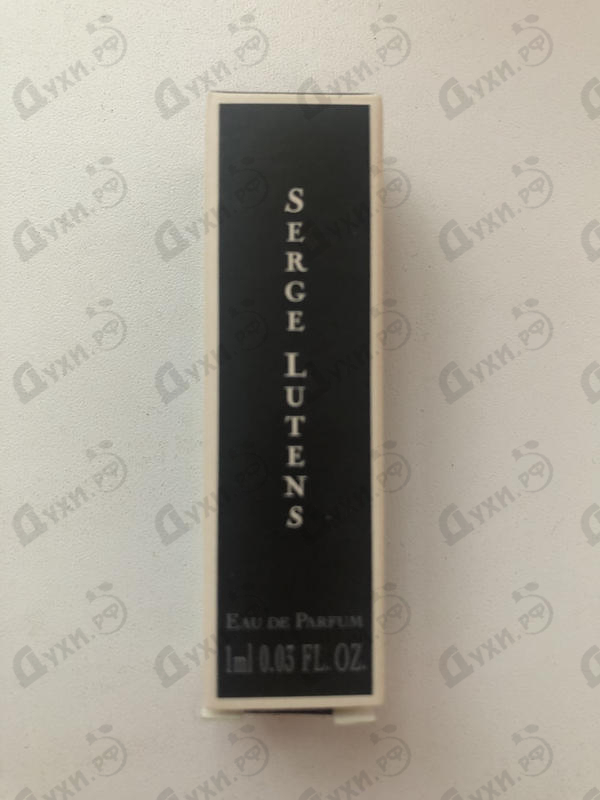 SERGE LUTENS
EAU DE PARFUM
1ml 0.03 FL. OZ.
Духи.рф